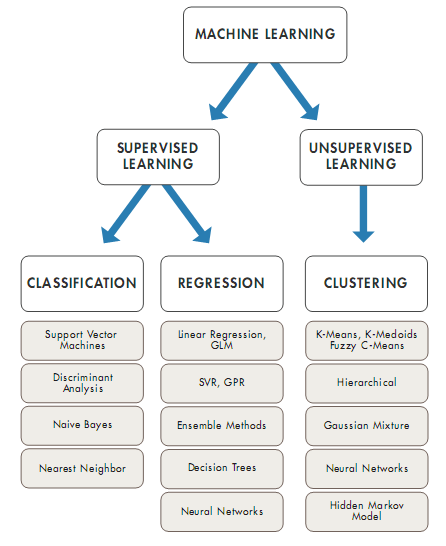 MACHINE LEARNING
SUPERVISED
LEARNING
UNSUPERVISED
LEARNING
CLASSIFICATION
REGRESSION
CLUSTERING
Support Vector
Machines
Discriminant
Analysis
Naive Bayes
Nearest Neighbor
Linear Regression,
GLM
SVR, GPR
Ensemble Methods
Decision Trees
Neural Networks
K-Means, K-Medoids
Fuzzy C-Means
Hierarchical
Gaussian Mixture
Neural Networks
Hidden Markov
Model